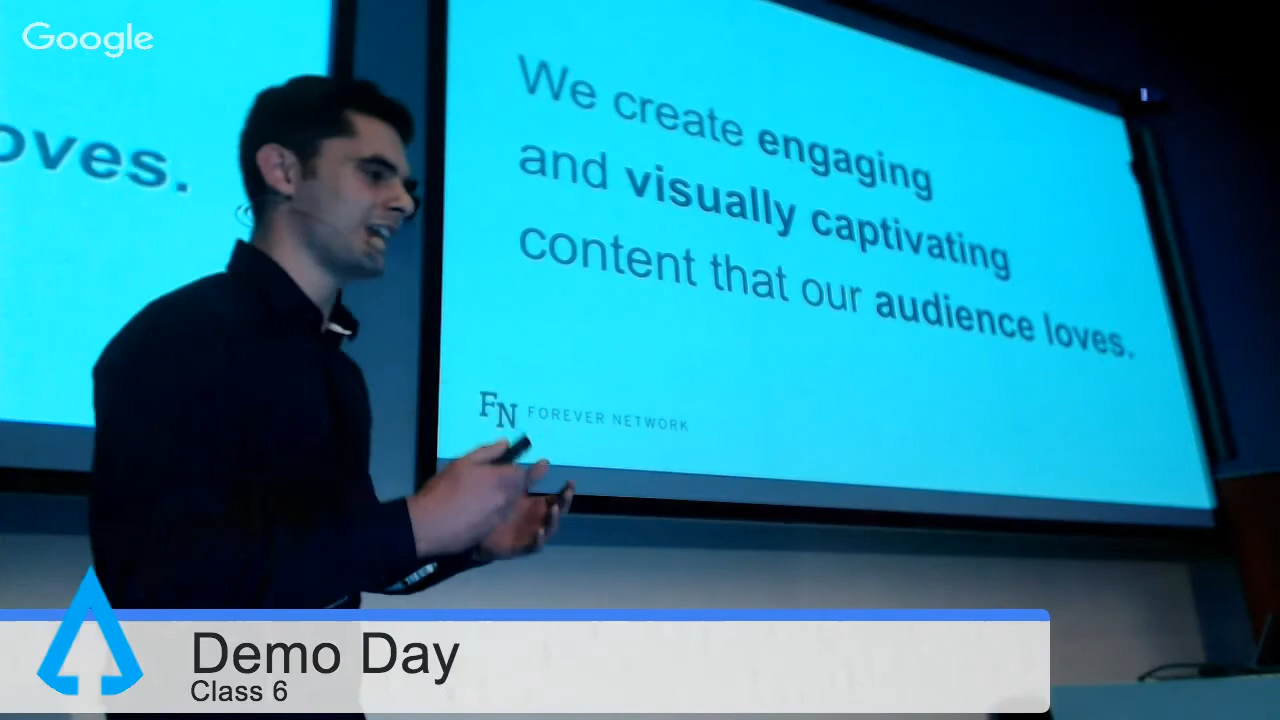 Google
oves.
We create engaging
and visually captivating
content that our audience loves.
FN FOREVER NETWORK
Demo Day
Class 6